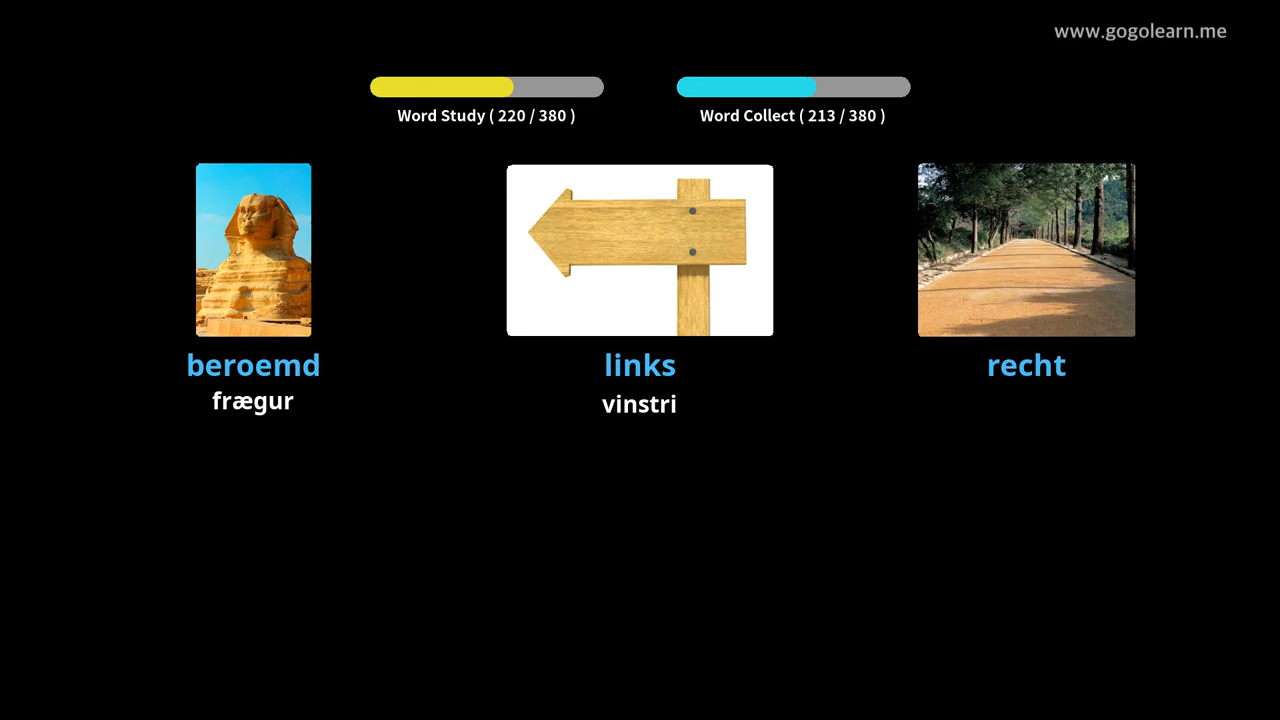 www.gogolearn.me
Word Study ( 220 / 380 )
Word Collect ( 213 / 380 )
beroemd
links
recht
frægur
vinstri